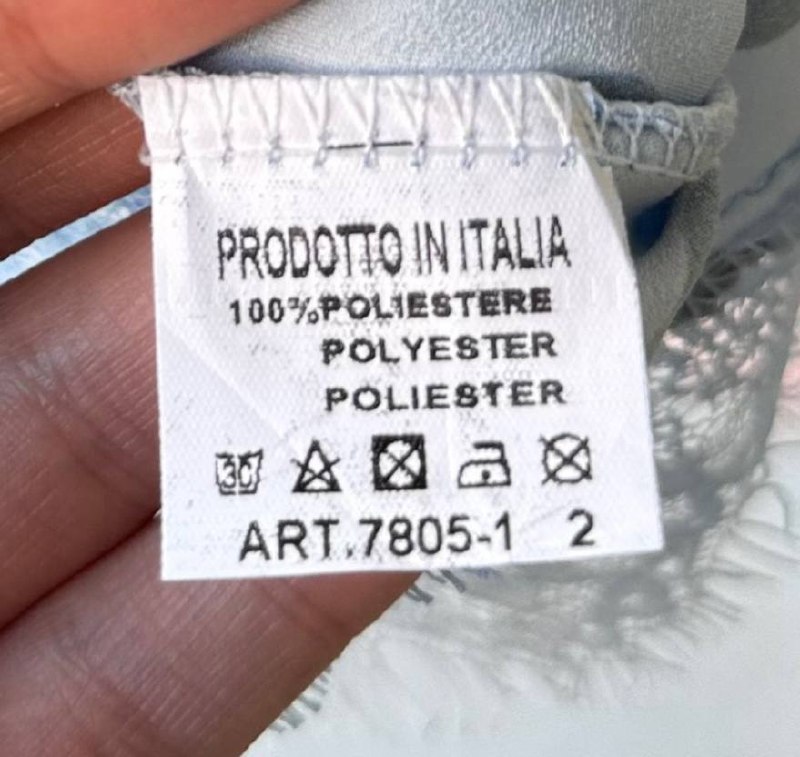 PRODOTTO IN ITALIA
100%POLIESTERE
POLYESTER
POLIESTER
30
ART.7805-1 2